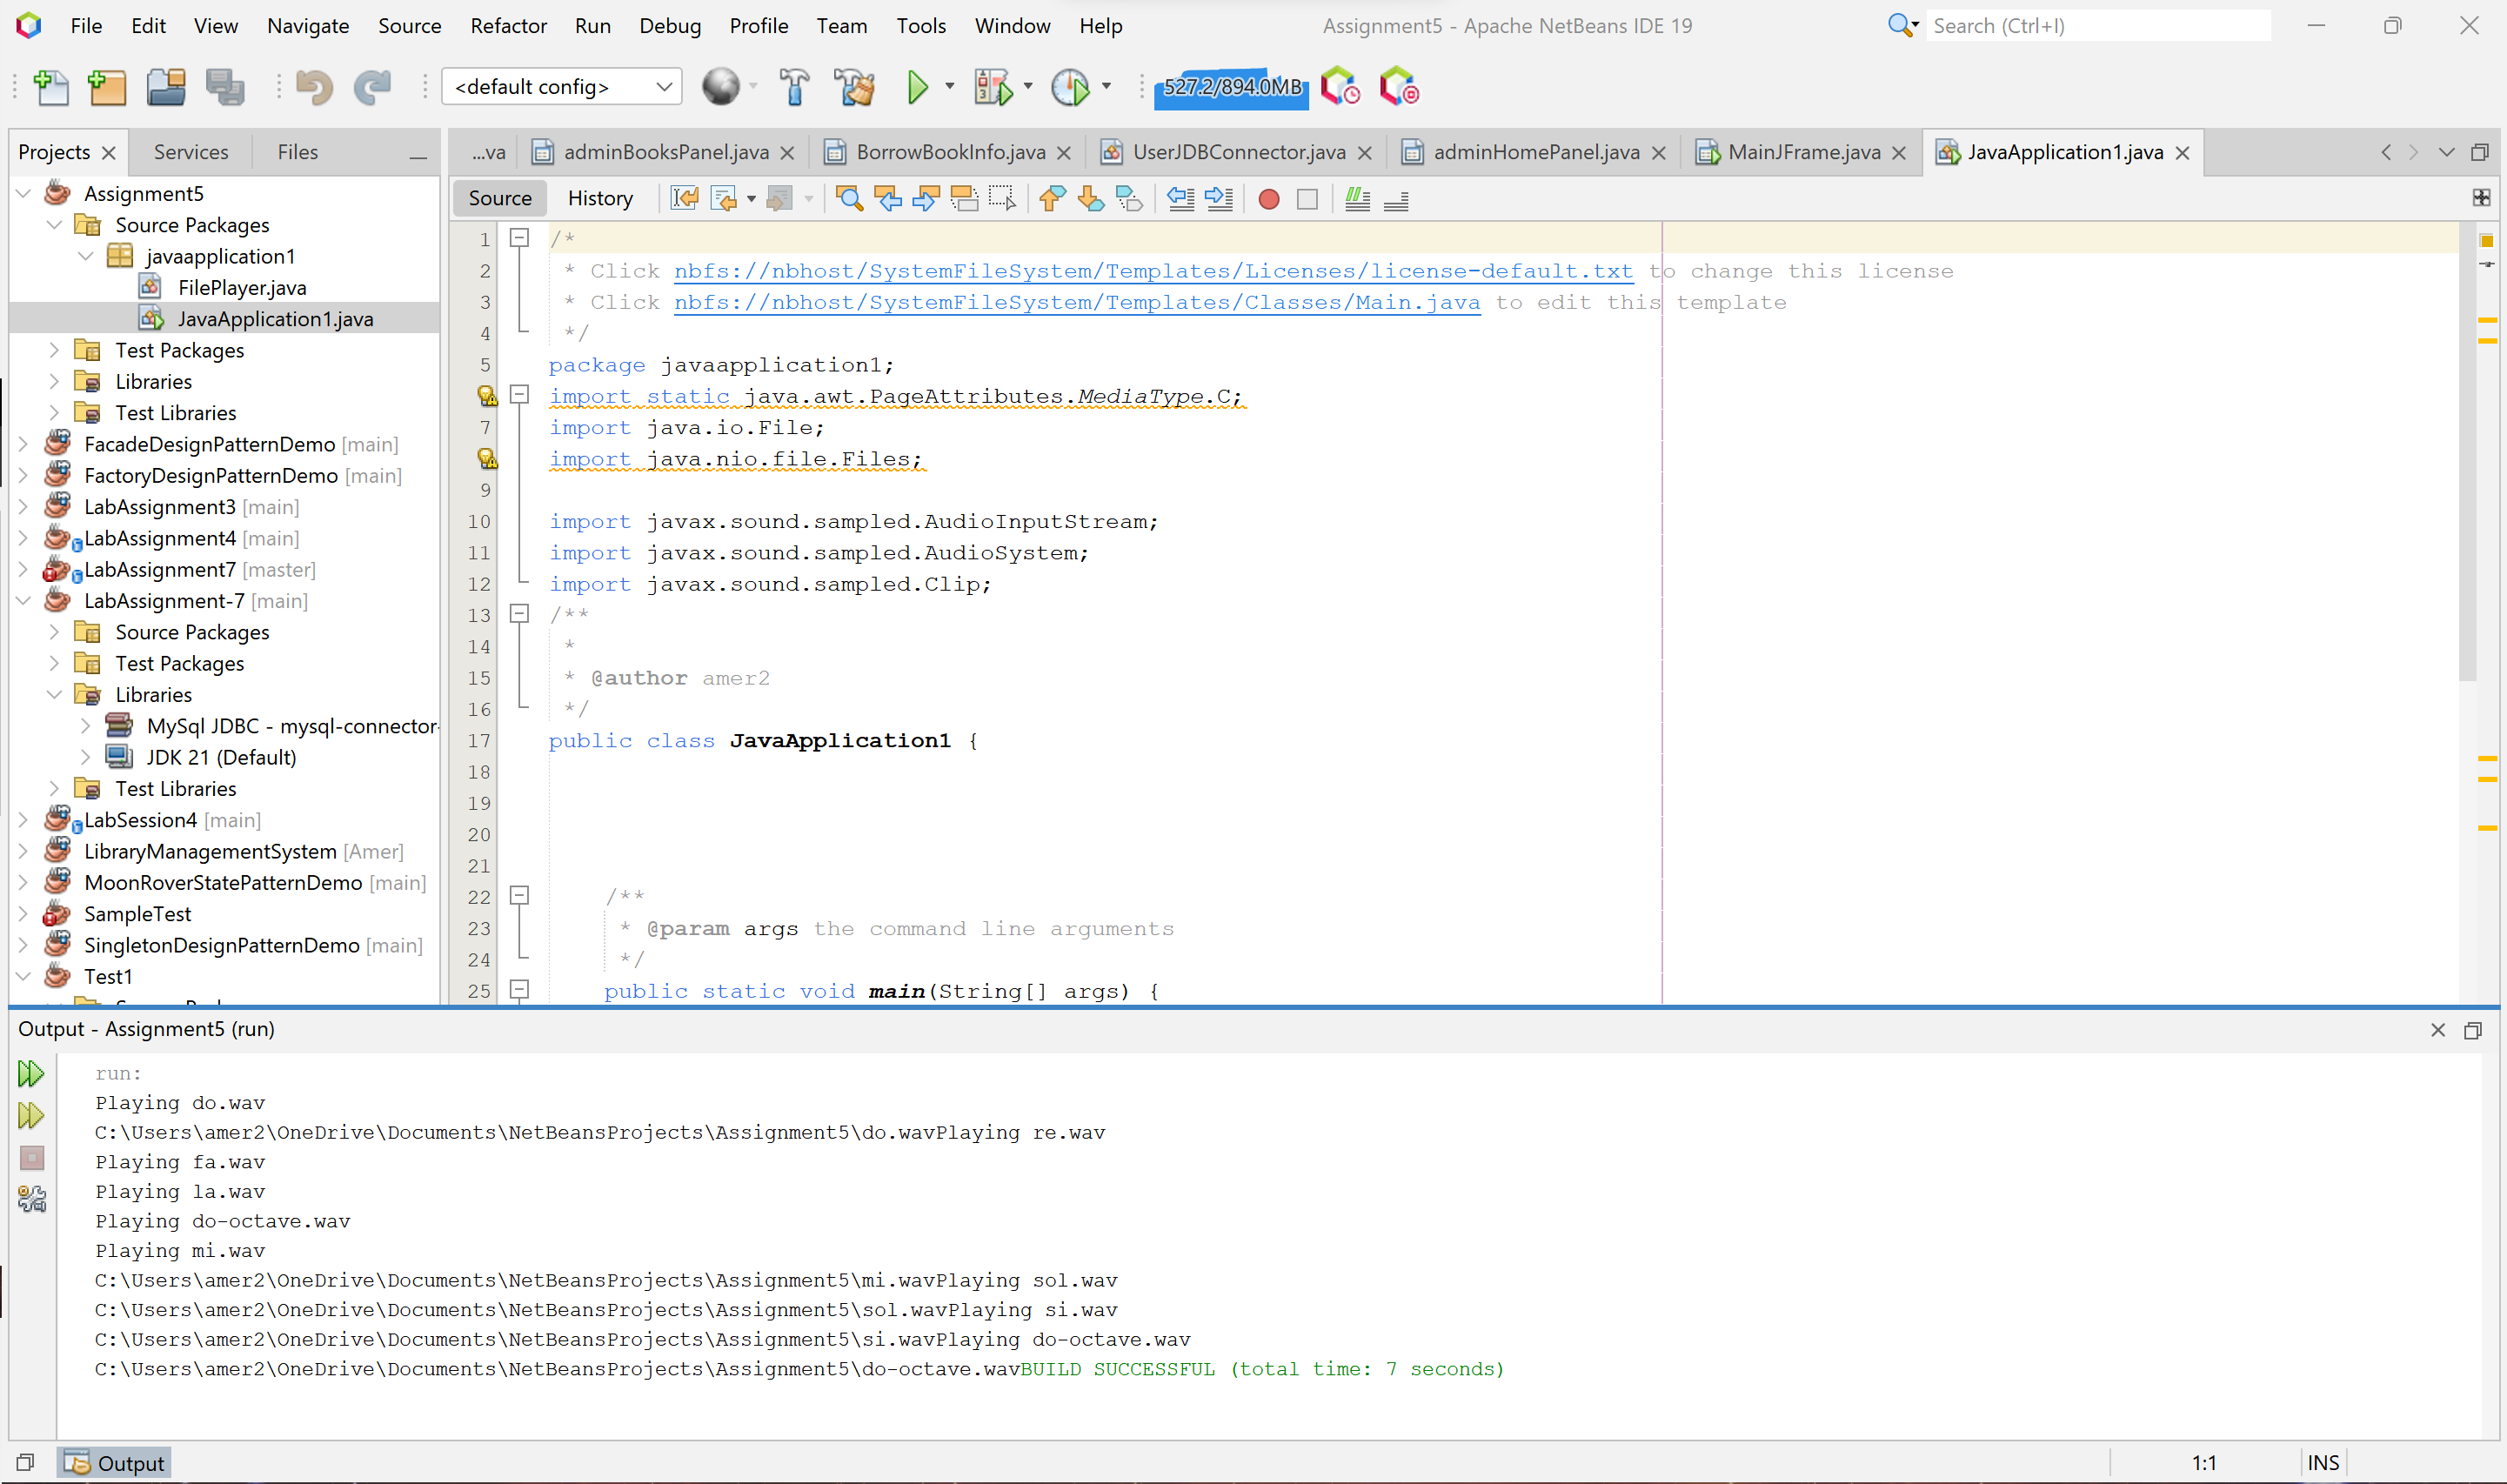 File Edit View Navigate Source Refactor Run Debug Profile Team Tools Window Help
Assignment5 - Apache NetBeans IDE 19
Search (Ctrl+I)
<default config>
527.2/894.0MB
Projects Services Files
...va adminBooksPanel.java BorrowBookInfo.java UserJDBConnector.java adminHomePanel.java MainJFrame.java JavaApplication1.java
Source History
Assignment5
Source Packages
javaapplication1
FilePlayer.java
JavaApplication1.java
Test Packages
Libraries
Test Libraries
FacadeDesignPatternDemo [main]
FactoryDesignPatternDemo [main]
LabAssignment3 [main]
LabAssignment4 [main]
LabAssignment7 [master]
LabAssignment-7 [main]
Source Packages
Test Packages
Libraries
MySql JDBC - mysql-connector-
JDK 21 (Default)
Test Libraries
LabSession4 [main]
LibraryManagementSystem [Amer]
MoonRoverStatePatternDemo [main]
SampleTest
SingletonDesignPatternDemo [main]
Test1
1 /*
2 * Click nbfs://nbhost/SystemFileSystem/Templates/Licenses/license-default.txt to change this license
3 * Click nbfs://nbhost/SystemFileSystem/Templates/Classes/Main.java to edit this template
4 */
5 package javaapplication1;
import static java.awt.PageAttributes.MediaType.C;
7 import java.io.File;
import java.nio.file.Files;
9
10 import javax.sound.sampled.AudioInputStream;
11 import javax.sound.sampled.AudioSystem;
12 import javax.sound.sampled.Clip;
13 /**
14 *
15 * @author amer2
16 */
17 public class JavaApplication1 {
18
19
20
21
22 /**
23 * @param args the command line arguments
24 */
25 public static void main(String[] args) {
Output - Assignment5 (run)
run:
Playing do.wav
C:\Users\amer2\OneDrive\Documents\NetBeansProjects\Assignment5\do.wavPlaying re.wav
Playing fa.wav
Playing la.wav
Playing do-octave.wav
Playing mi.wav
C:\Users\amer2\OneDrive\Documents\NetBeansProjects\Assignment5\mi.wavPlaying sol.wav
C:\Users\amer2\OneDrive\Documents\NetBeansProjects\Assignment5\sol.wavPlaying si.wav
C:\Users\amer2\OneDrive\Documents\NetBeansProjects\Assignment5\si.wavPlaying do-octave.wav
C:\Users\amer2\OneDrive\Documents\NetBeansProjects\Assignment5\do-octave.wavBUILD SUCCESSFUL (total time: 7 seconds)
Output
1:1 INS